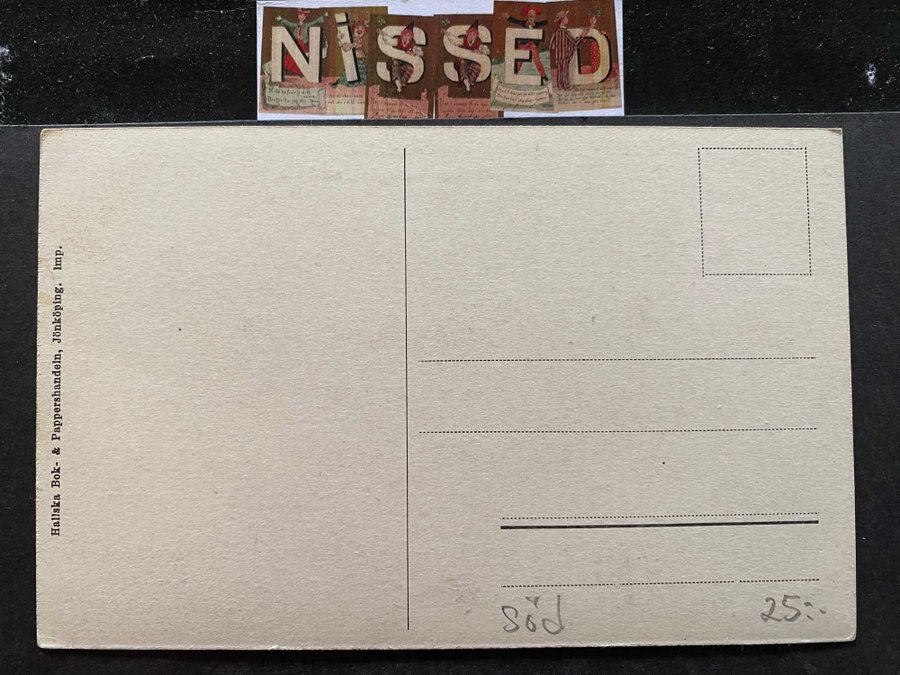 NiSSED
Hallska Bok- & Pappershandeln, Jönköping. Imp.
söd
25:-